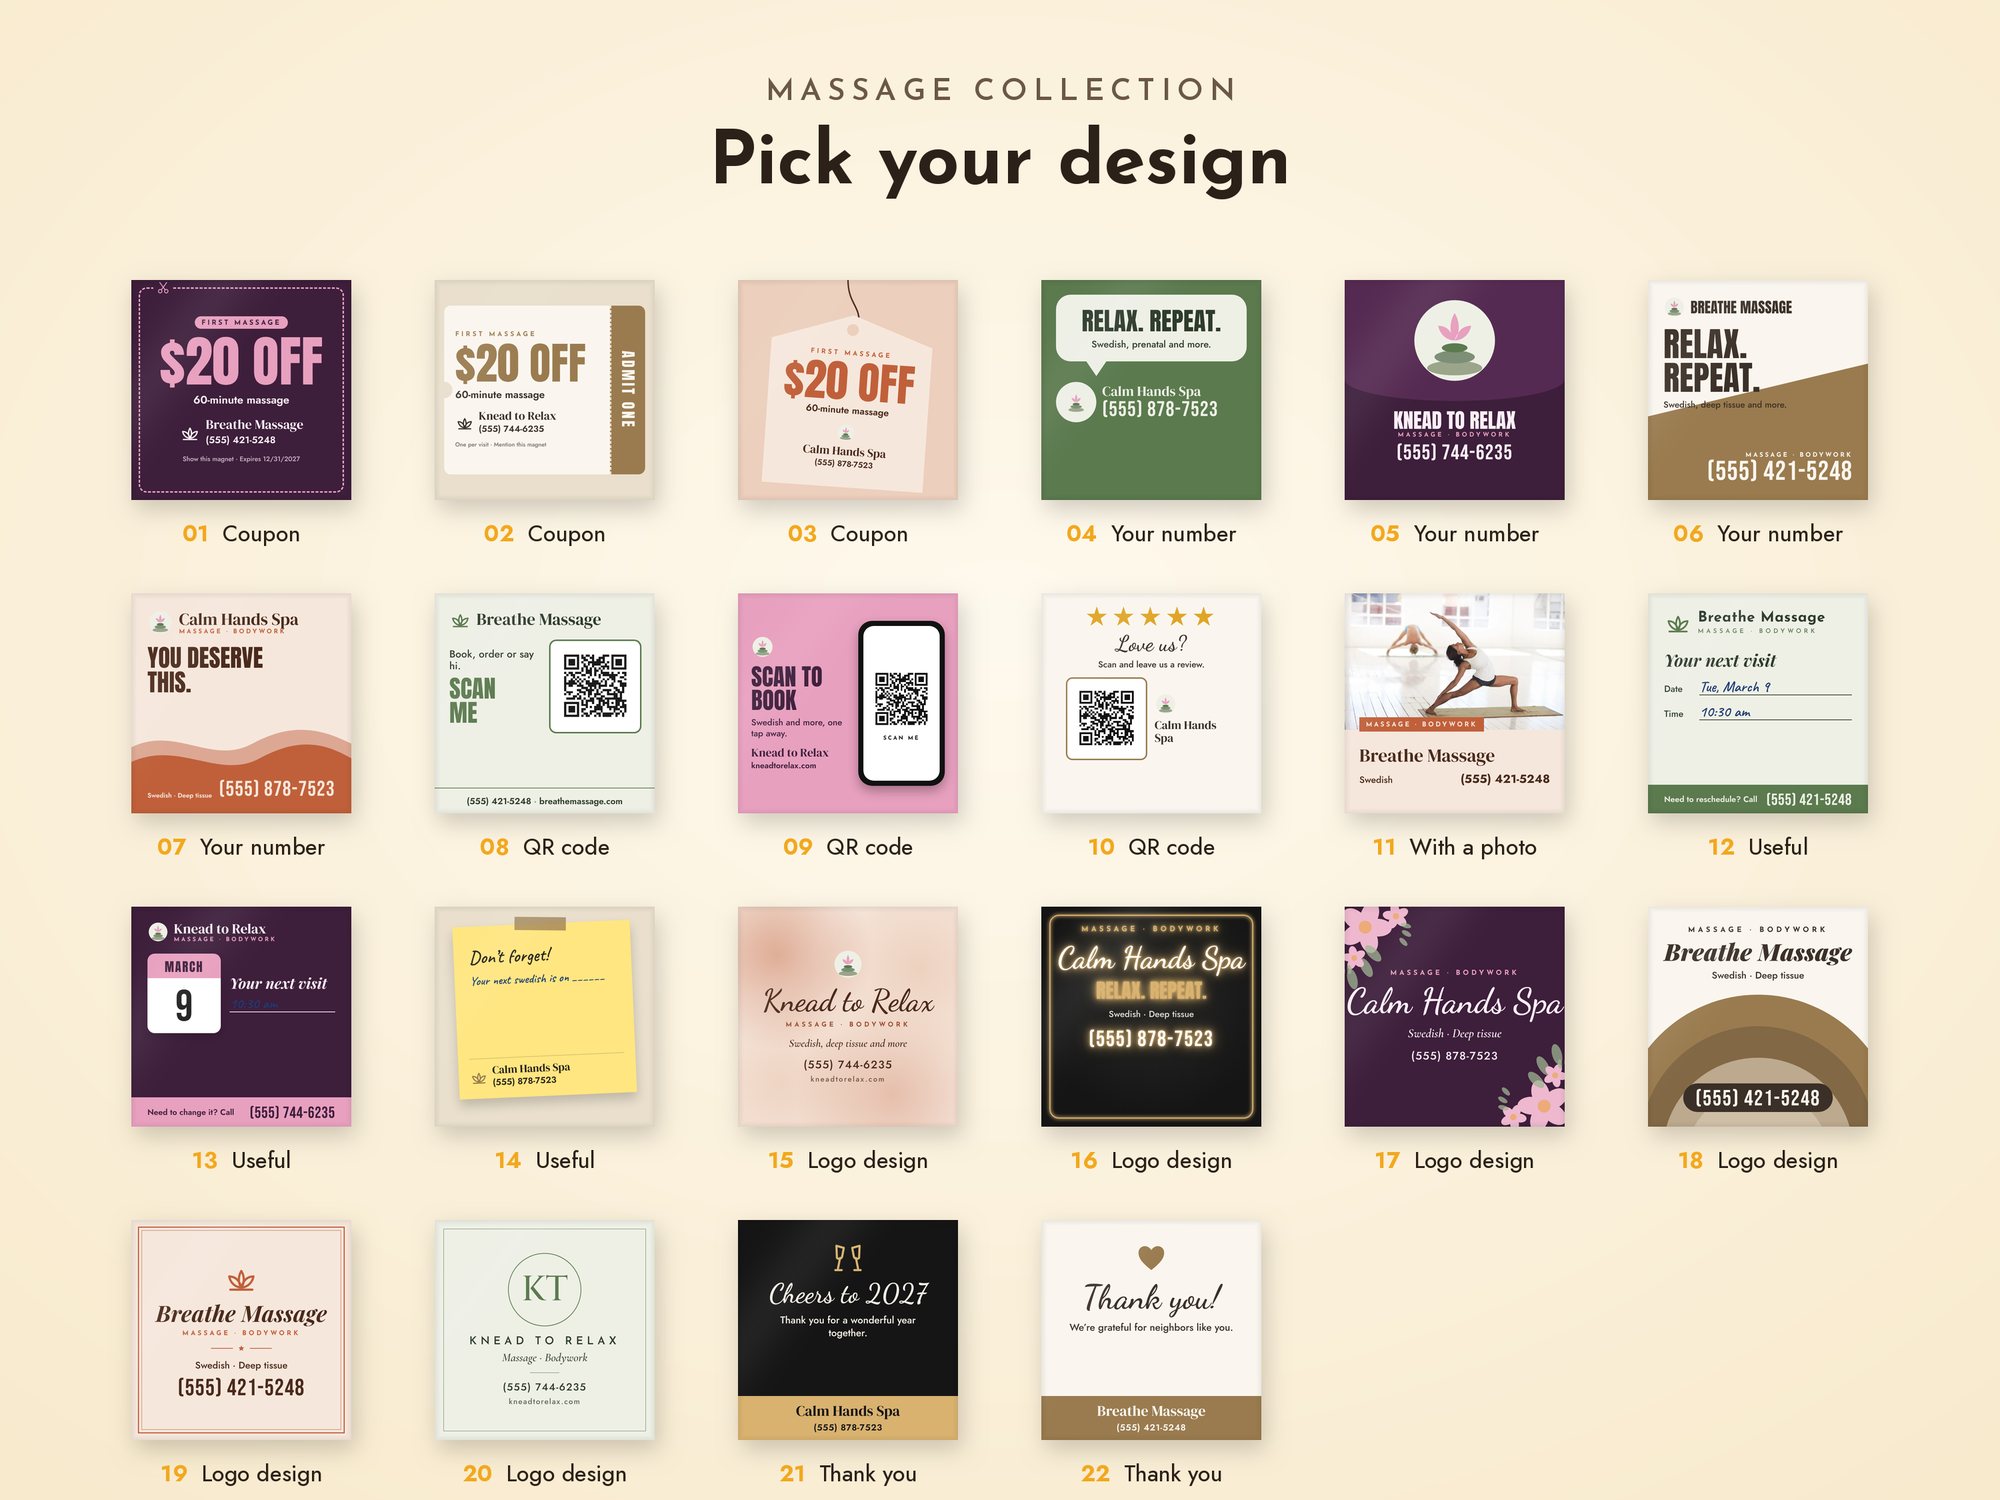 MASSAGE COLLECTION
Pick your design
FIRST MASSAGE
$20 OFF
60-minute massage
Breathe Massage
(555) 421-5248
Show this magnet · Expires 12/31/2027
01 Coupon
FIRST MASSAGE
$20 OFF
60-minute massage
Knead to Relax
(555) 744-6235
One per visit · Mention this magnet
ADMIT ONE
02 Coupon
FIRST MASSAGE
$20 OFF
60-minute massage
Calm Hands Spa
(555) 878-7523
03 Coupon
RELAX. REPEAT.
Swedish, prenatal and more.
Calm Hands Spa
(555) 878-7523
04 Your number
KNEAD TO RELAX
MASSAGE · BODYWORK
(555) 744-6235
05 Your number
BREATHE MASSAGE
RELAX.
REPEAT.
Swedish, deep tissue and more.
MASSAGE · BODYWORK
(555) 421-5248
06 Your number
Calm Hands Spa
MASSAGE · BODYWORK
YOU DESERVE
THIS.
Swedish · Deep tissue (555) 878-7523
07 Your number
Breathe Massage
Book, order or say
hi.
SCAN
ME
(555) 421-5248 · breathemassage.com
08 QR code
SCAN TO
BOOK
Swedish and more, one
tap away.
Knead to Relax
kneadtorelax.com
SCAN ME
09 QR code
Love us?
Scan and leave us a review.
Calm Hands
Spa
10 QR code
MASSAGE · BODYWORK
Breathe Massage
Swedish (555) 421-5248
11 With a photo
Breathe Massage
MASSAGE · BODYWORK
Your next visit
Date Tue, March 9
Time 10:30 am
Need to reschedule? Call (555) 421-5248
12 Useful
Knead to Relax
MASSAGE · BODYWORK
MARCH
9
Your next visit
10:30 am
Need to change it? Call (555) 744-6235
13 Useful
Don't forget!
Your next swedish is on ______
Calm Hands Spa
(555) 878-7523
14 Useful
Knead to Relax
MASSAGE · BODYWORK
Swedish, deep tissue and more
(555) 744-6235
kneadtorelax.com
15 Logo design
MASSAGE · BODYWORK
Calm Hands Spa
RELAX. REPEAT.
Swedish · Deep tissue
(555) 878-7523
16 Logo design
MASSAGE · BODYWORK
Calm Hands Spa
Swedish · Deep tissue
(555) 878-7523
17 Logo design
MASSAGE · BODYWORK
Breathe Massage
Swedish · Deep tissue
(555) 421-5248
18 Logo design
Breathe Massage
MASSAGE · BODYWORK
Swedish · Deep tissue
(555) 421-5248
19 Logo design
KT
KNEAD TO RELAX
Massage · Bodywork
(555) 744-6235
kneadtorelax.com
20 Logo design
Cheers to 2027
Thank you for a wonderful year
together.
Calm Hands Spa
(555) 878-7523
21 Thank you
Thank you!
We're grateful for neighbors like you.
Breathe Massage
(555) 421-5248
22 Thank you